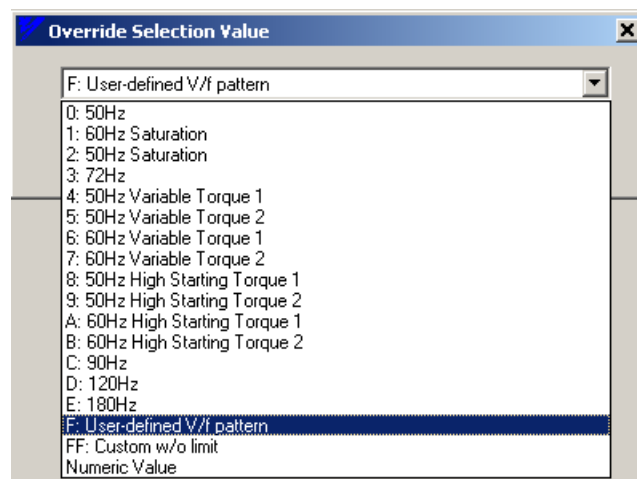 Override Selection Value
F: User-defined V/f pattern
0: 50Hz
1: 60Hz Saturation
2: 50Hz Saturation
3: 72Hz
4: 50Hz Variable Torque 1
5: 50Hz Variable Torque 2
6: 60Hz Variable Torque 1
7: 60Hz Variable Torque 2
8: 50Hz High Starting Torque 1
9: 50Hz High Starting Torque 2
A: 60Hz High Starting Torque 1
B: 60Hz High Starting Torque 2
C: 90Hz
D: 120Hz
E: 180Hz
F: User-defined V/f pattern
FF: Custom w/o limit
Numeric Value